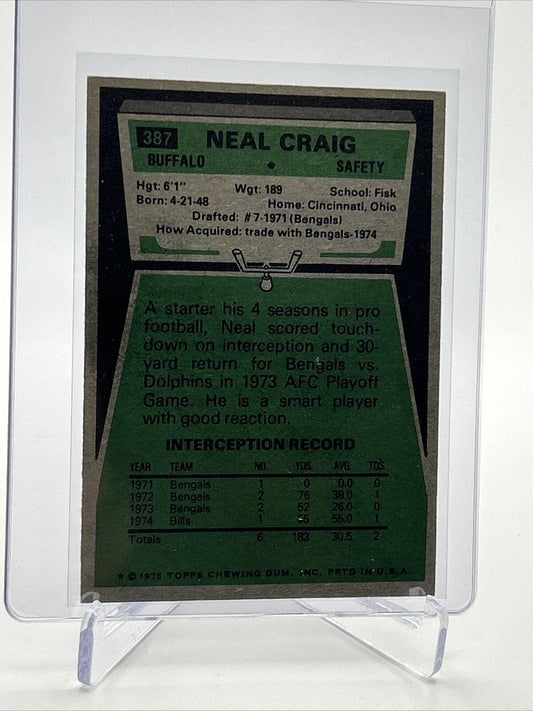 387 NEAL CRAIG
BUFFALO • SAFETY
Hgt: 6'1" Wgt: 189 School: Fisk
Born: 4-21-48 Home: Cincinnati, Ohio
Drafted: #7-1971 (Bengals)
How Acquired: trade with Bengals-1974
A starter his 4 seasons in pro
football, Neal scored touch-
down on interception and 30-
yard return for Bengals vs.
Dolphins in 1973 AFC Playoff
Game. He is a smart player
with good reaction.
INTERCEPTION RECORD
YEAR TEAM NO. YDS. AVG. TDS.
1971 Bengals 1 0 0.0 0
1972 Bengals 2 76 38.0 1
1973 Bengals 2 52 26.0 0
1974 Bills 1 55 55.0 1
Totals 6 183 30.5 2
★ © 1975 TOPPS CHEWING GUM, INC. PRTD IN U.S.A.